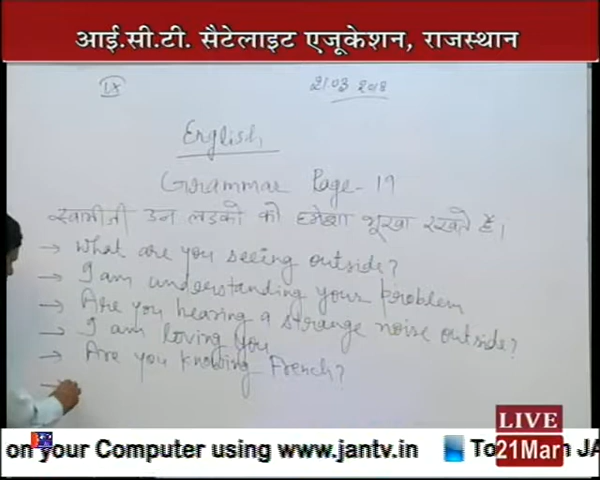 आई.सी.टी. सैटेलाइट एजूकेशन, राजस्थान
IX
21.03 2018
English
Grammar Page - 19
स्वामीजी उन लडको को हमेशा भूखा रखते हैं।
→ What are you seeing outside?
→ I am understanding your problem
→ Are you hearing a strange noise outside?
→ I am loving you
→ Are you knowing French?
→
LIVE
21Mar
on your Computer using www.jantv.in